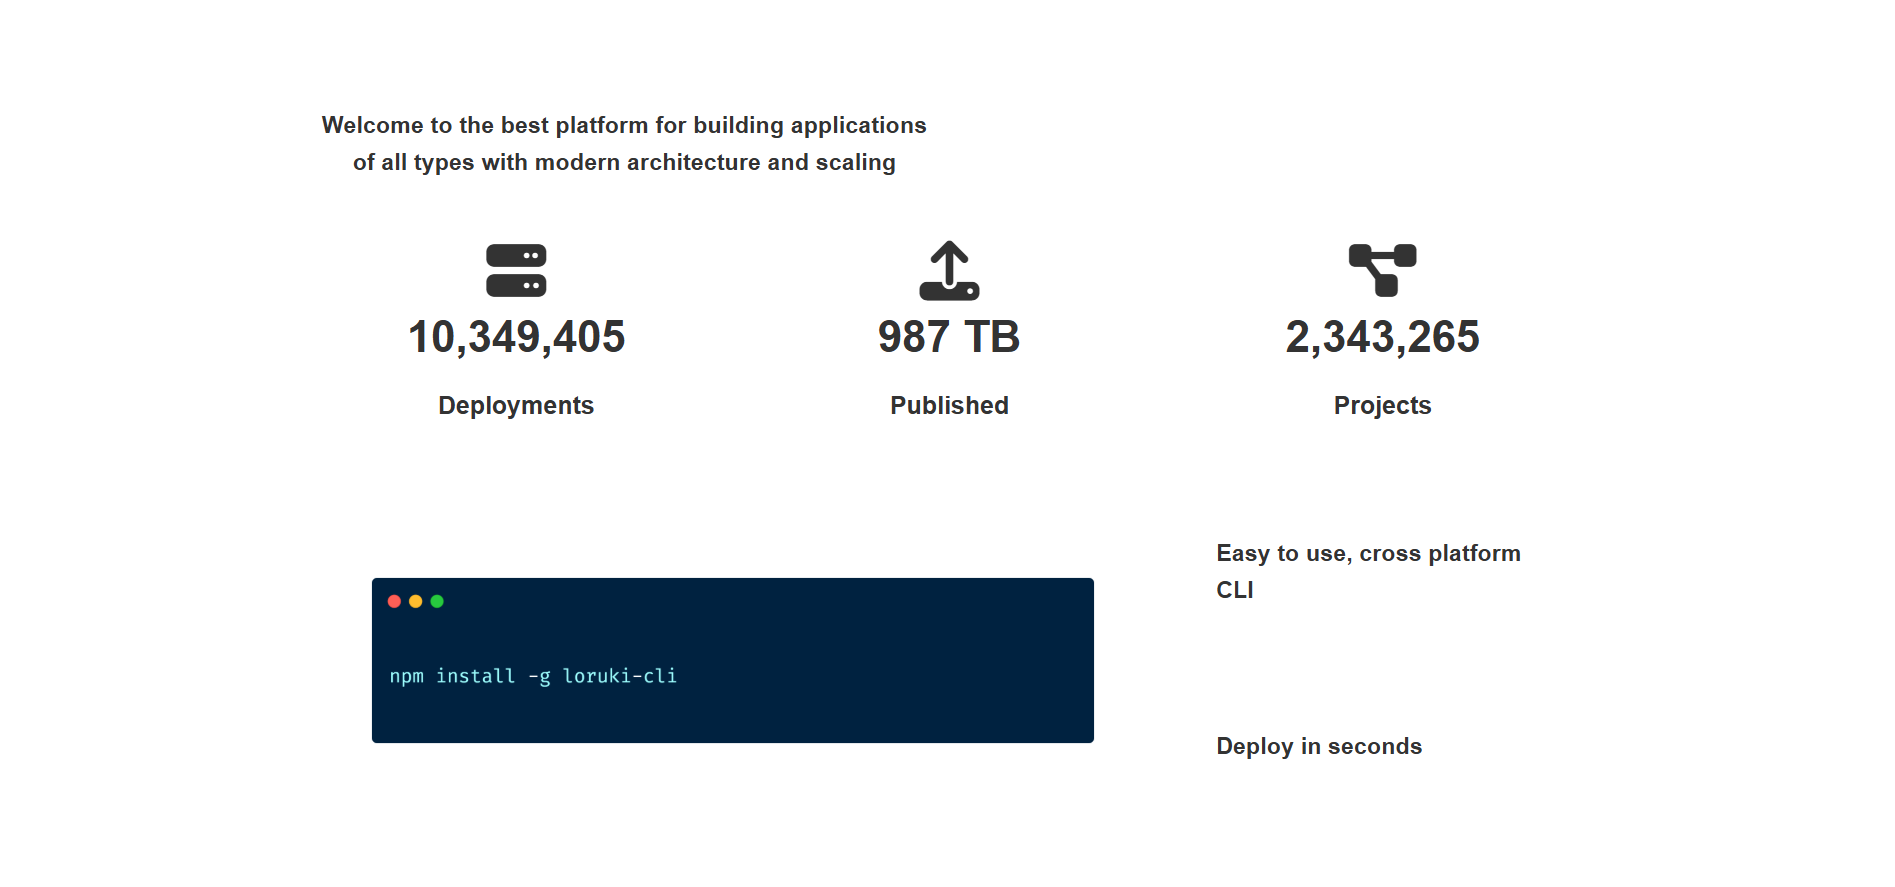 Welcome to the best platform for building applications
of all types with modern architecture and scaling
10,349,405
987 TB
2,343,265
Deployments
Published
Projects
Easy to use, cross platform
CLI
npm install -g loruki-cli
Deploy in seconds